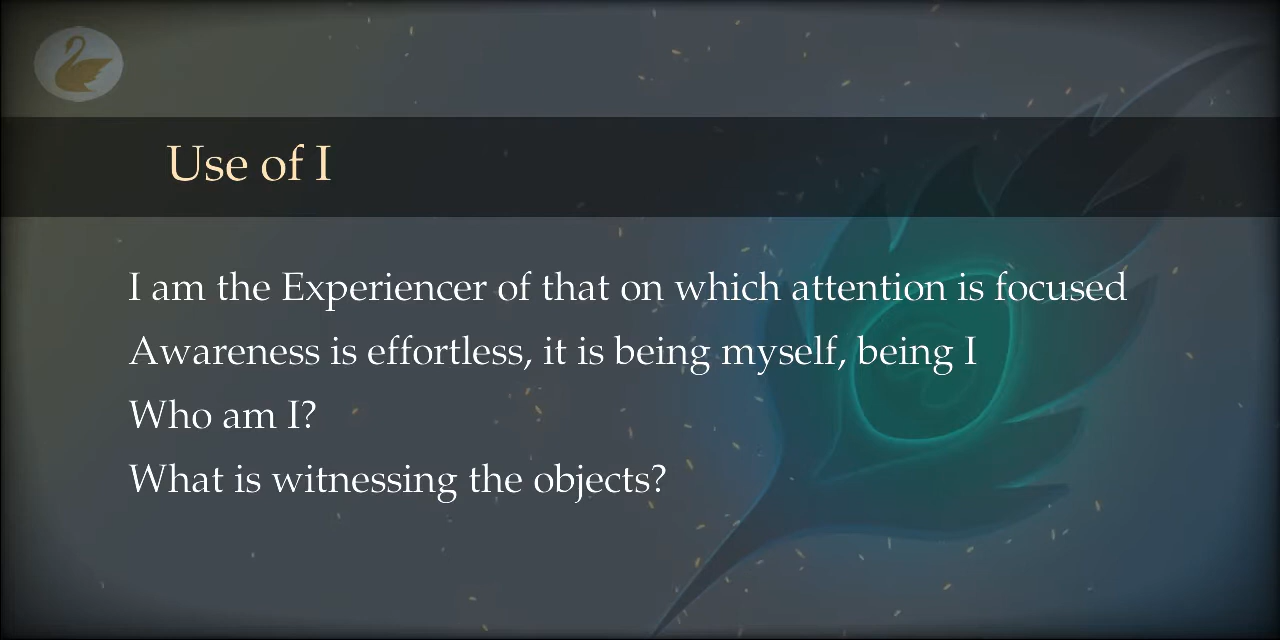 Use of I
I am the Experiencer of that on which attention is focused
Awareness is effortless, it is being myself, being I
Who am I?
What is witnessing the objects?